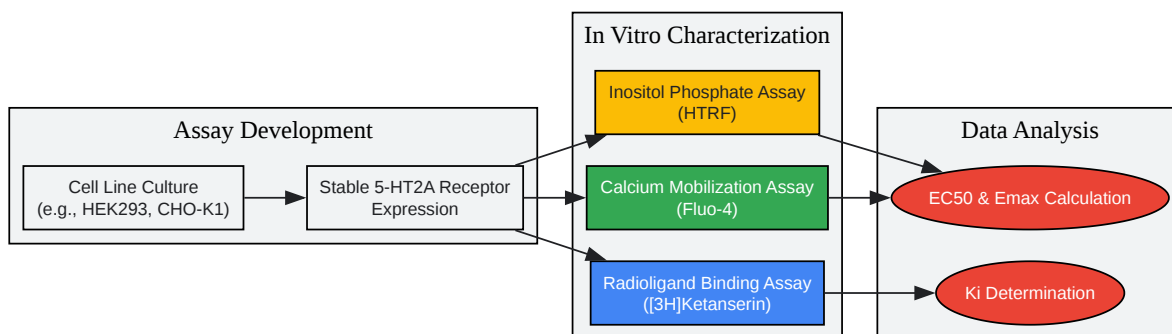 Assay Development
Cell Line Culture
(e.g., HEK293, CHO-K1)
Stable 5-HT2A Receptor
Expression
In Vitro Characterization
Inositol Phosphate Assay
(HTRF)
Calcium Mobilization Assay
(Fluo-4)
Radioligand Binding Assay
([3H]Ketanserin)
Data Analysis
EC50 & Emax Calculation
Ki Determination